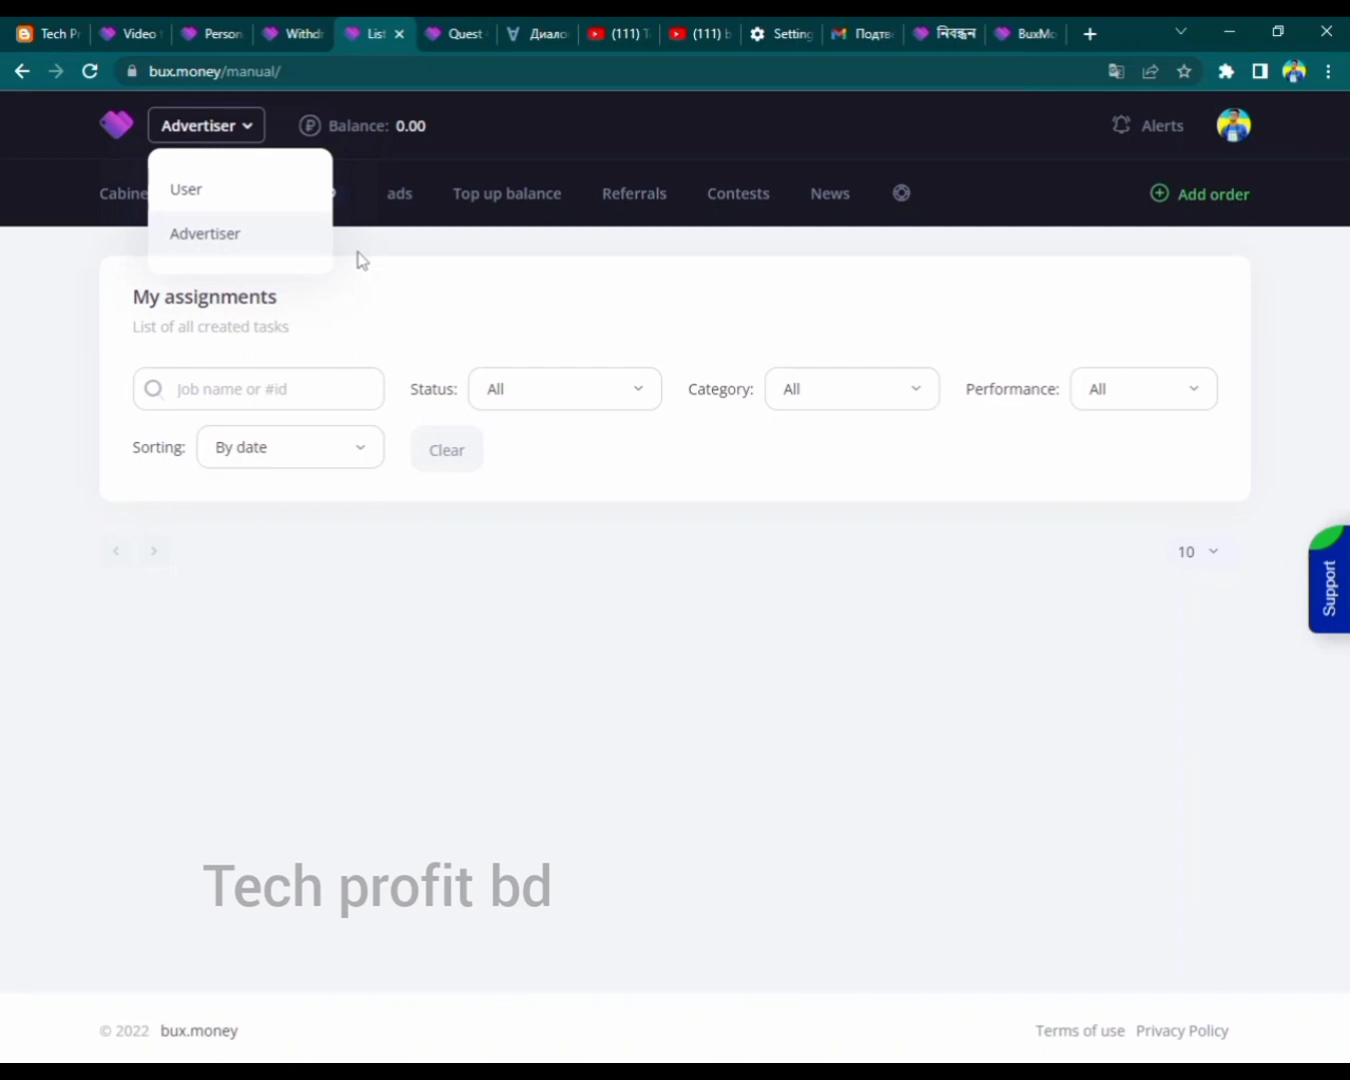 Tech P
Video
Person
Withd
List
Quest
Диало
(111)
(111)
Setting
Подтв
নিবন্ধন
BuxMo
bux.money/manual/
Advertiser
Balance: 0.00
Alerts
User
Advertiser
Cabine
ads
Top up balance
Referrals
Contests
News
Add order
My assignments
List of all created tasks
Job name or #id
Status: All
Category: All
Performance: All
Sorting: By date
Clear
10
Support
Tech profit bd
© 2022 bux.money
Terms of use Privacy Policy